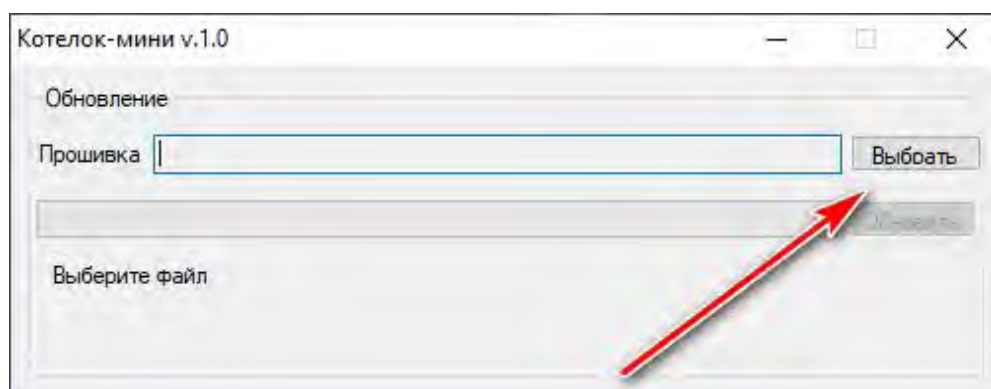 Котелок-мини v.1.0
Обновление
Прошивка
Выбрать
Выберите файл